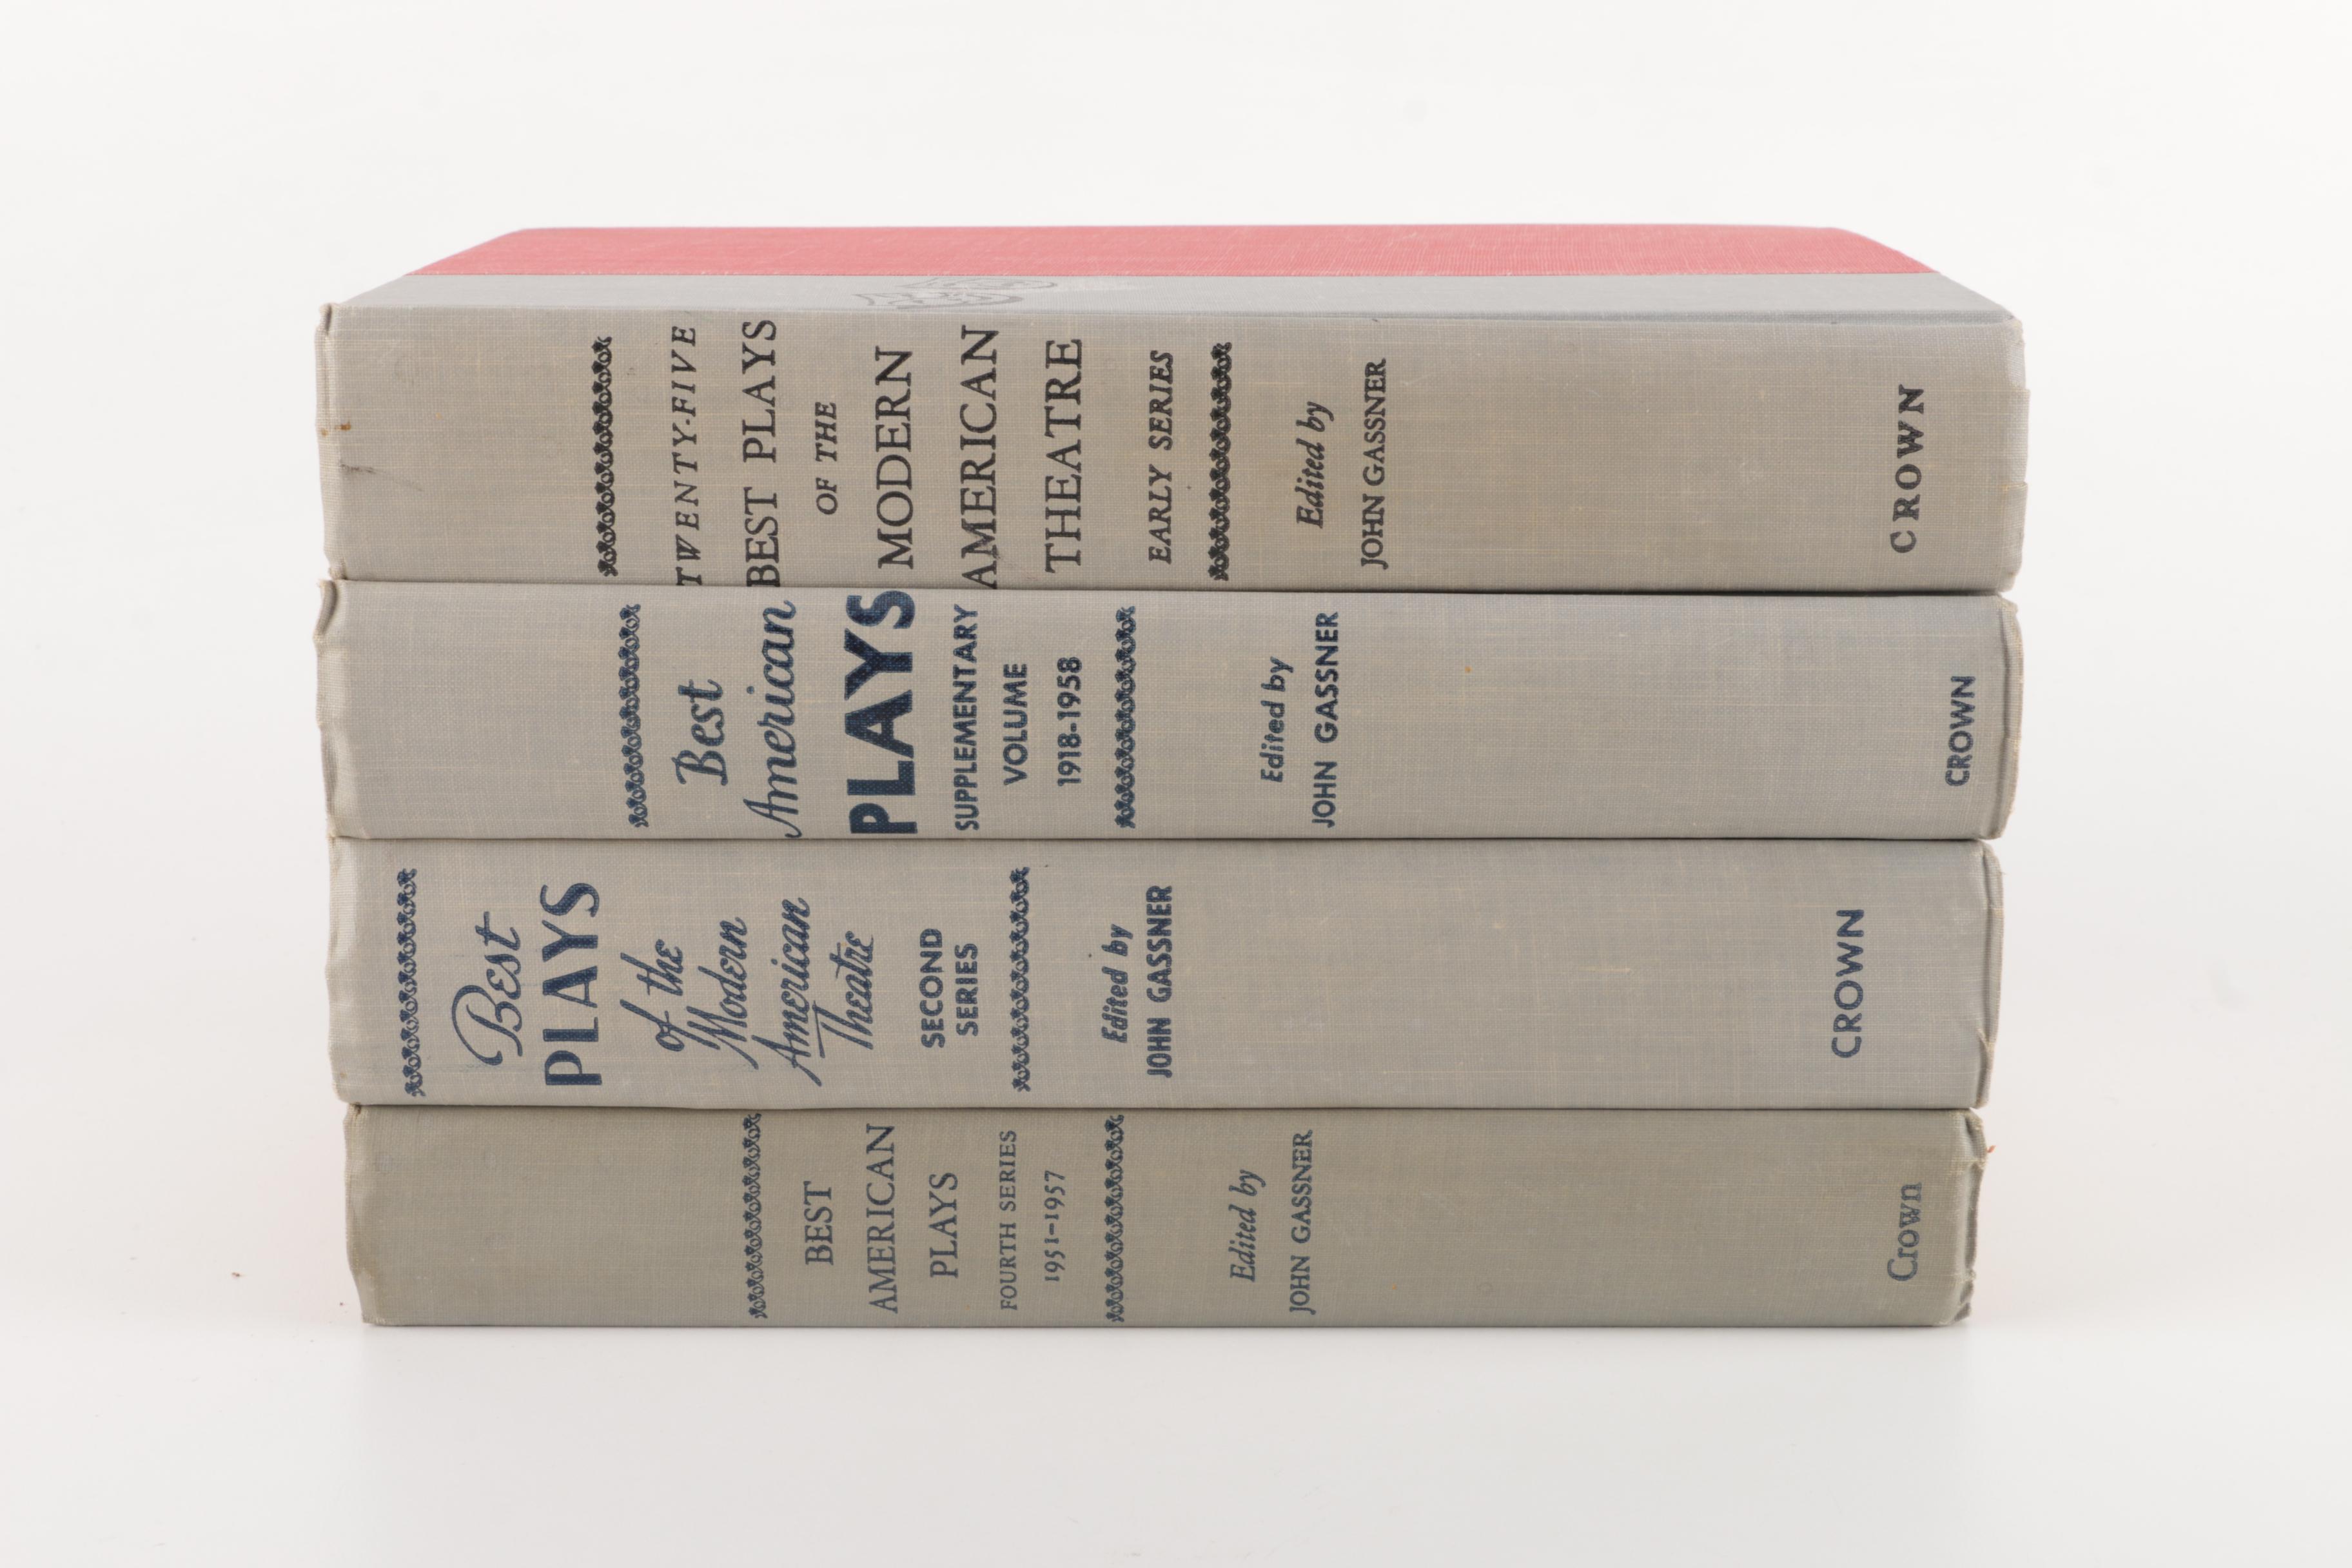 TWENTY-FIVE
BEST PLAYS
OF THE
MODERN
AMERICAN
THEATRE
EARLY SERIES
Edited by
JOHN GASSNER
CROWN
Best
American
PLAYS
SUPPLEMENTARY
VOLUME
1918-1958
Edited by
JOHN GASSNER
CROWN
Best
PLAYS
of the
Modern
American
Theatre
SECOND
SERIES
Edited by
JOHN GASSNER
CROWN
BEST
AMERICAN
PLAYS
FOURTH SERIES
1951–1957
Edited by
JOHN GASSNER
Crown